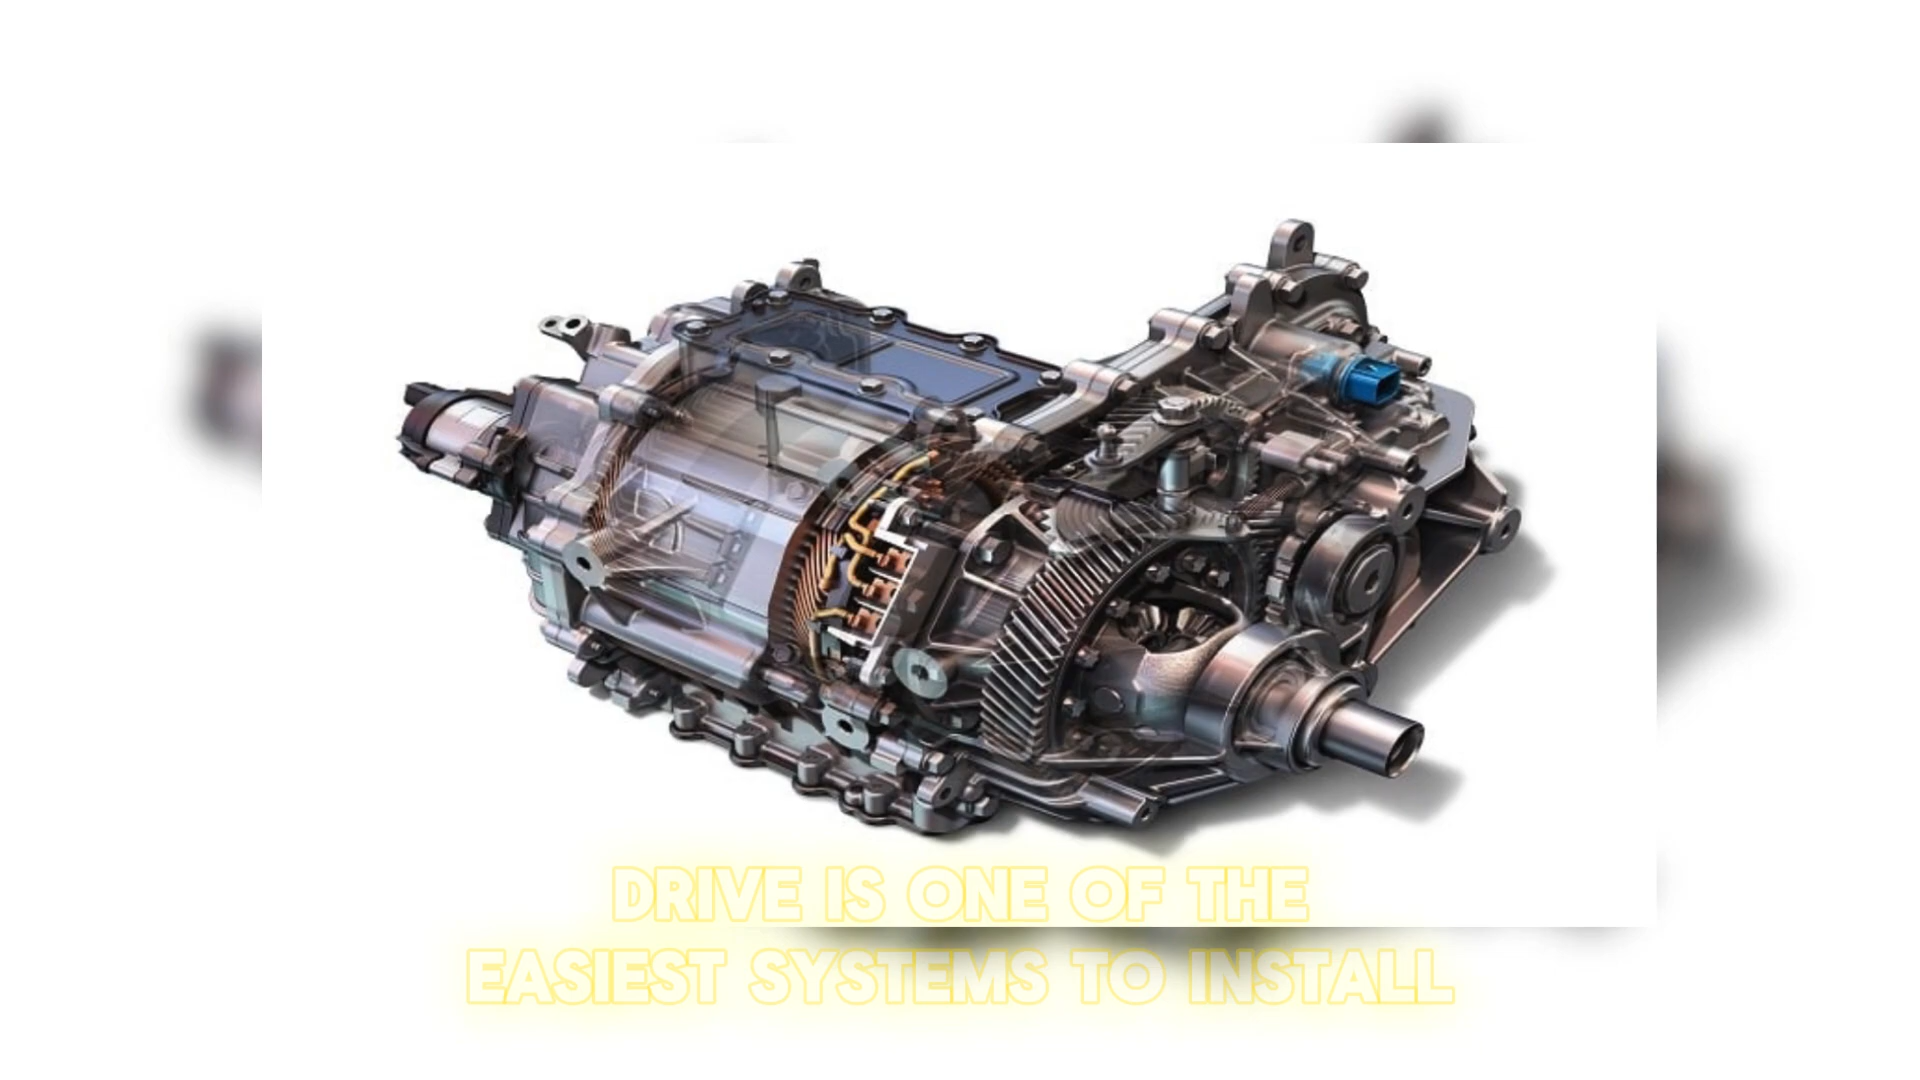 DRIVE IS ONE OF THE
EASIEST SYSTEMS TO INSTALL